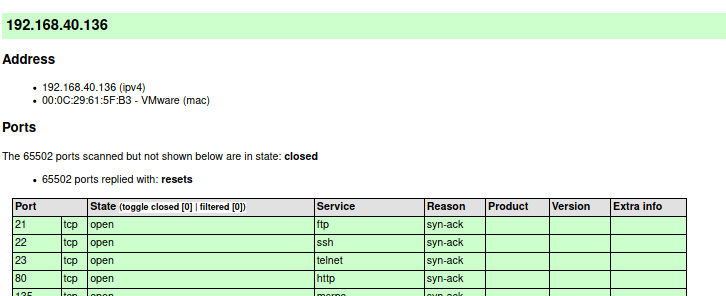 192.168.40.136
Address
192.168.40.136 (ipv4)
00:0C:29:61:5F:B3 - VMware (mac)
Ports
The 65502 ports scanned but not shown below are in state: closed
65502 ports replied with: resets
Port State (toggle closed [0] | filtered [0]) Service Reason Product Version Extra info
21 tcp open ftp syn-ack
22 tcp open ssh syn-ack
23 tcp open telnet syn-ack
80 tcp open http syn-ack
135 tcp open msrpc syn-ack